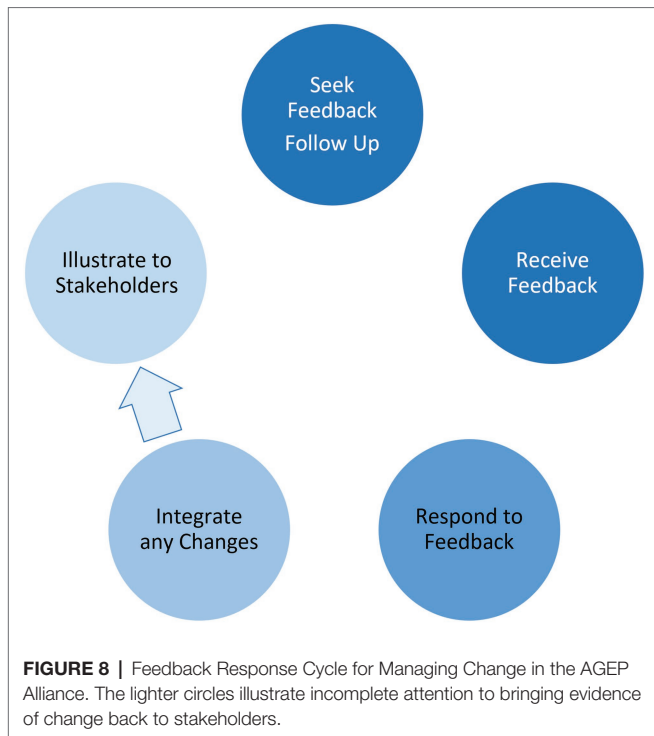 Seek
Feedback
Follow Up
Receive
Feedback
Respond to
Feedback
Integrate
any Changes
Illustrate to
Stakeholders
FIGURE 8 | Feedback Response Cycle for Managing Change in the AGEP
Alliance. The lighter circles illustrate incomplete attention to bringing evidence
of change back to stakeholders.